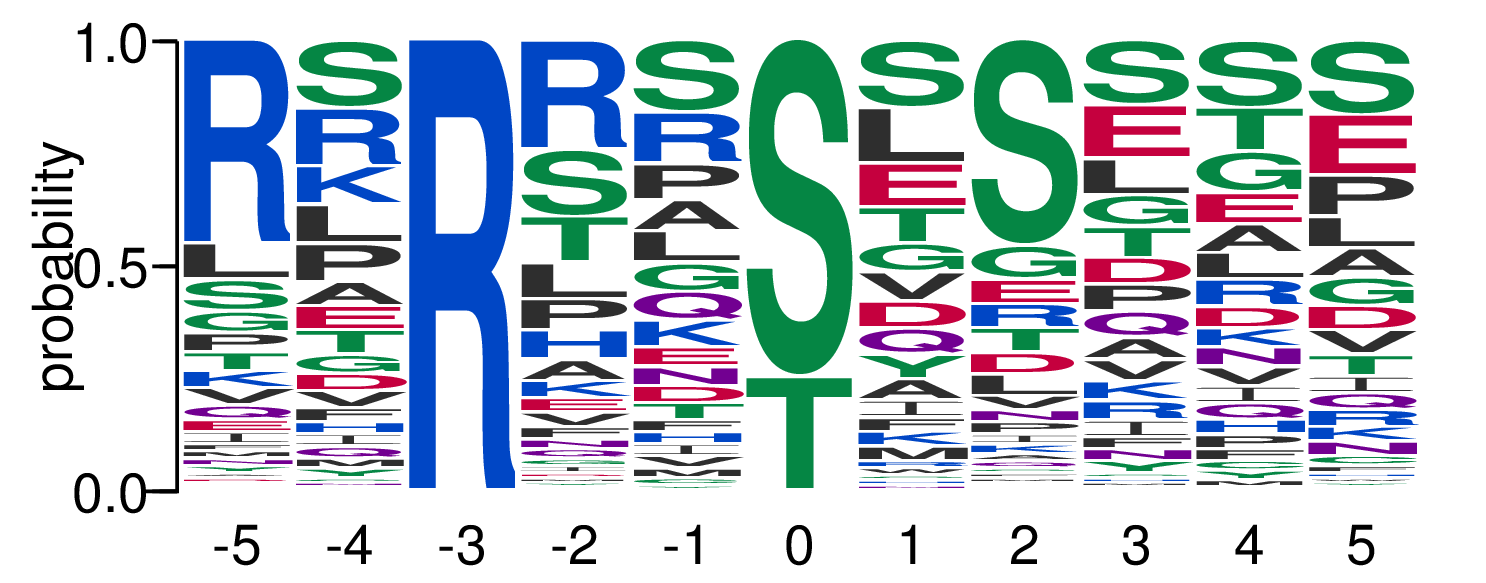 probability
1.0
0.5
0.0
R L S G P T K V Q E
S R K L P A E T G D V F H I Q M
R
R S T L P H A K E V F N Q
S R P A L G Q K E N D T F H I V M
S T
S L E T G V D Q Y A I F K M
S G E R T D L V N P
S E L G T D P Q A V K R I F N Y
S T G E A L R D K N V I Q H P F
S E P L A G D V T I Q R K N
-5 -4 -3 -2 -1 0 1 2 3 4 5